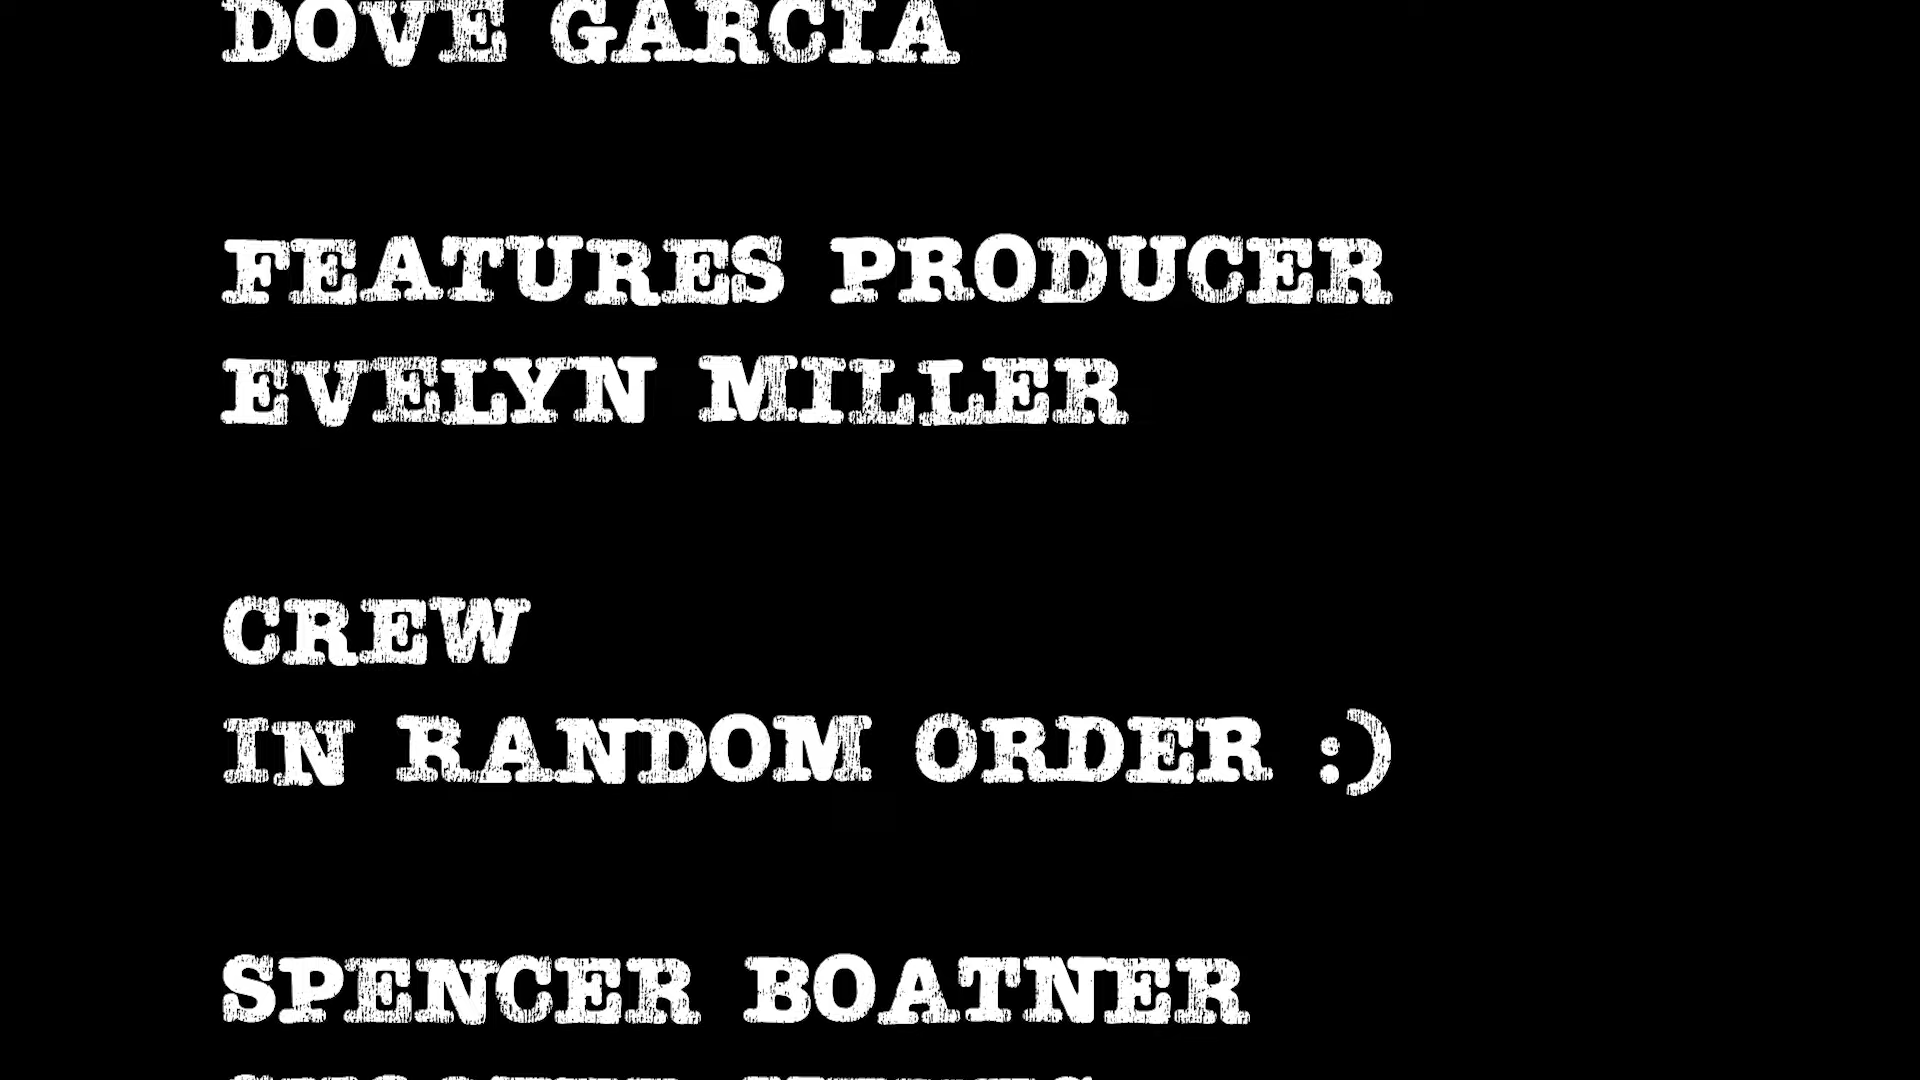 DOVE GARCIA
FEATURES PRODUCER
EVELYN MILLER
CREW
IN RANDOM ORDER :)
SPENCER BOATNER